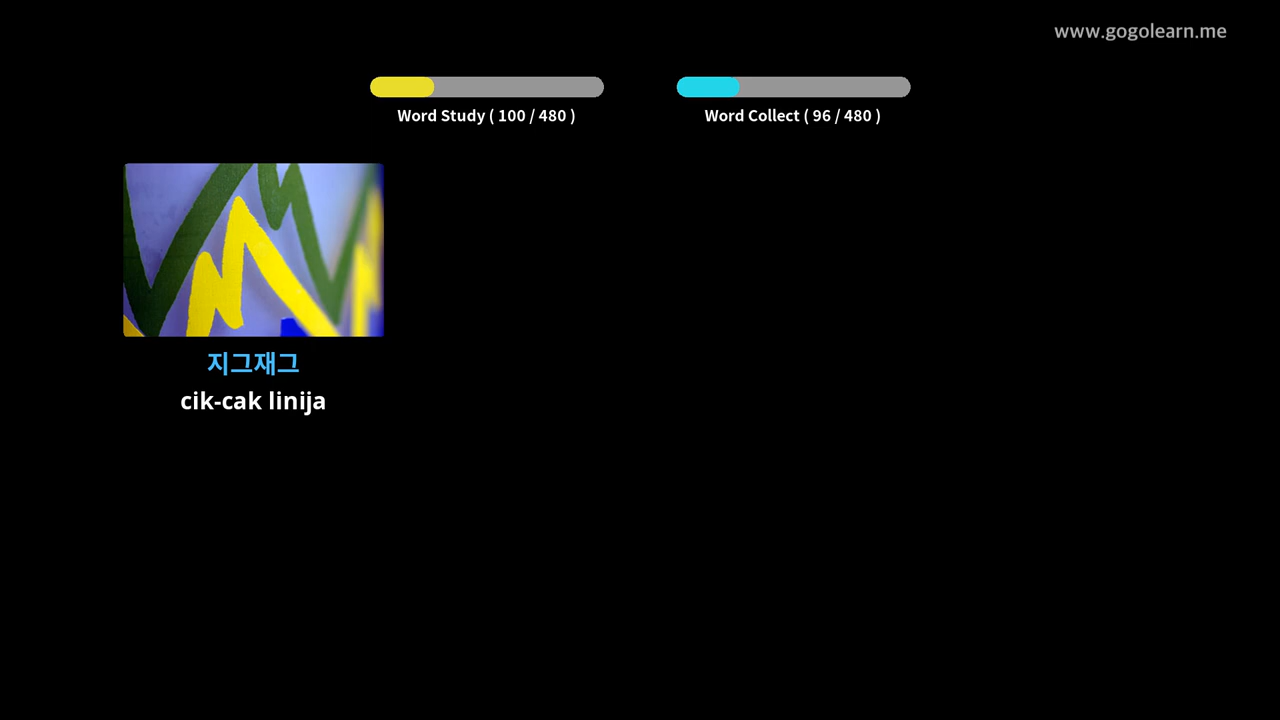 www.gogolearn.me
Word Study ( 100 / 480 )
Word Collect ( 96 / 480 )
지그재그
cik-cak linija